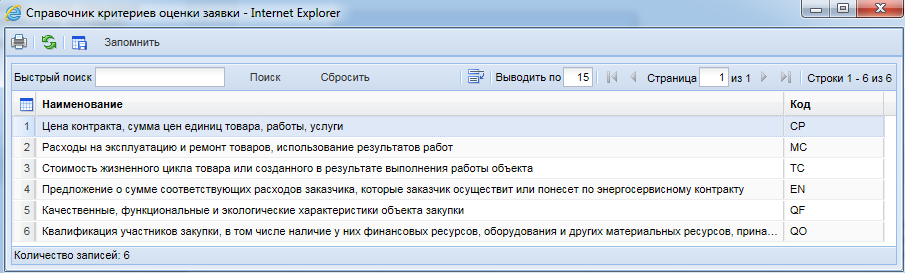 Справочник критериев оценки заявки - Internet Explorer
Запомнить
Быстрый поиск Поиск Сбросить Выводить по 15 Страница 1 из 1 Строки 1 - 6 из 6
Наименование Код
1 Цена контракта, сумма цен единиц товара, работы, услуги CP
2 Расходы на эксплуатацию и ремонт товаров, использование результатов работ MC
3 Стоимость жизненного цикла товара или созданного в результате выполнения работы объекта TC
4 Предложение о сумме соответствующих расходов заказчика, которые заказчик осуществит или понесет по энергосервисному контракту EN
5 Качественные, функциональные и экологические характеристики объекта закупки QF
6 Квалификация участников закупки, в том числе наличие у них финансовых ресурсов, оборудования и других материальных ресурсов, прина... QO
Количество записей: 6